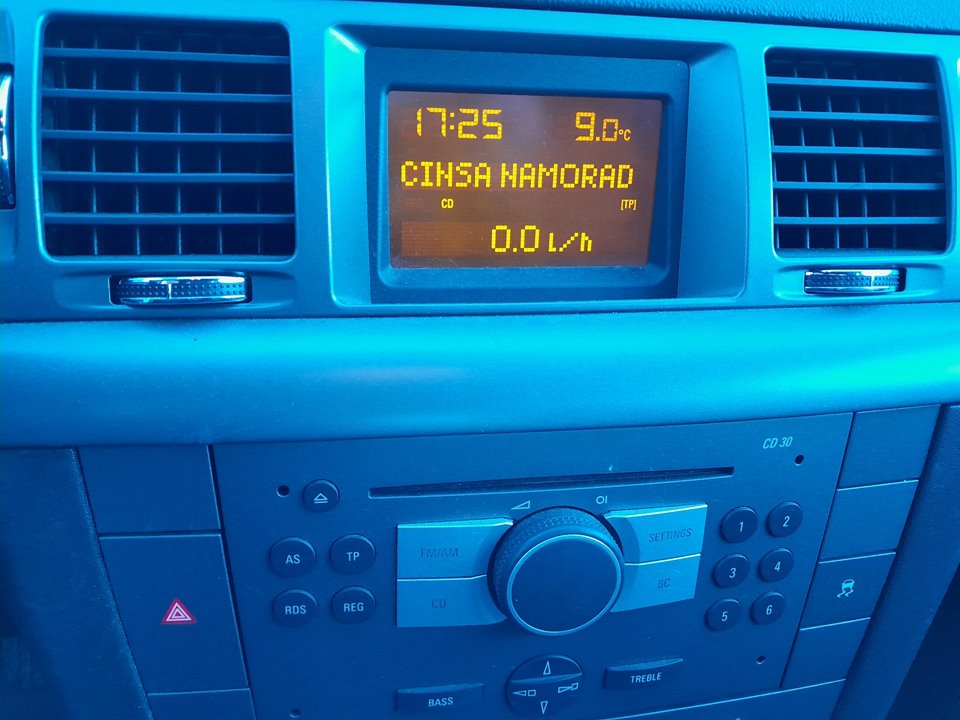 17:25 9.0°C
CINSA NAMORAD
CD [TP]
0.0 l/h
CD 30
AS TP FM/AM SETTINGS 1 2
RDS REG CD BC 3 4
5 6
BASS TREBLE